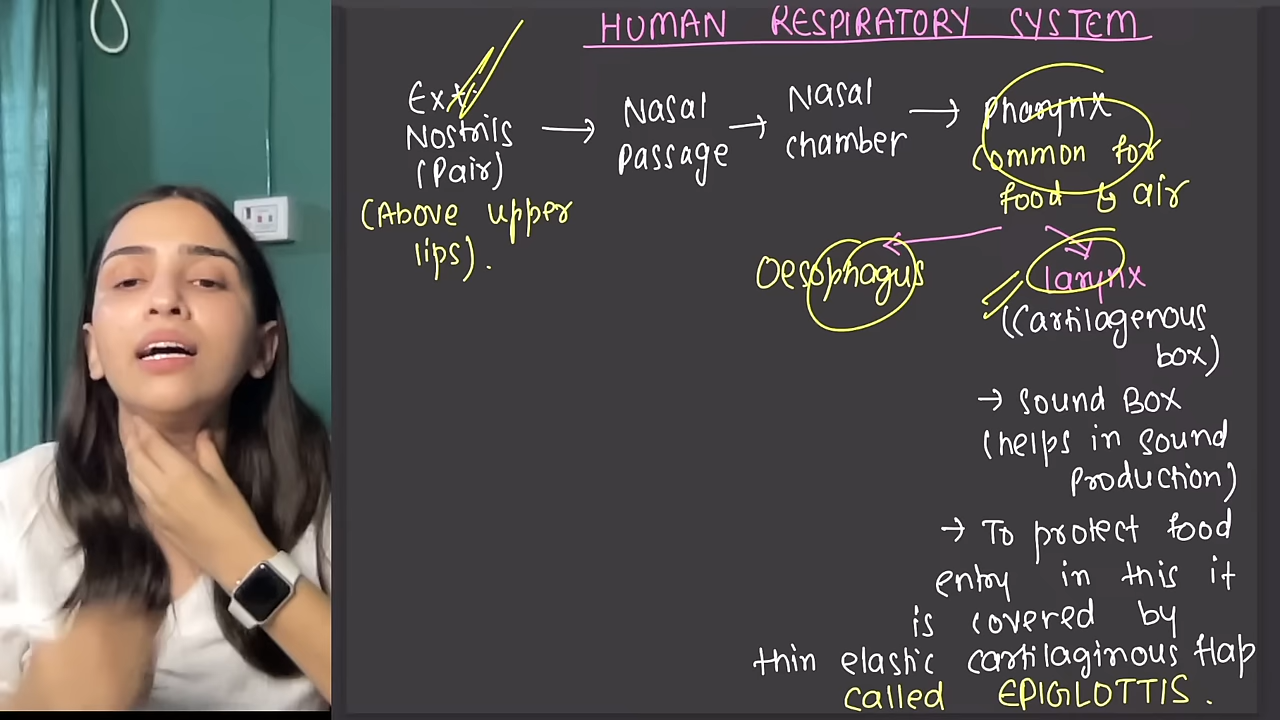 HUMAN RESPIRATORY SYSTEM
Ext.
Nostrils
(Pair)
(Above upper
lips).
→ Nasal
passage
→ Nasal
chamber
→ Pharynx
common for
food & air
Oesophagus
larynx
(Cartilagenous
box)
→ Sound Box
(helps in sound
Production)
→ To protect food
entry in this it
is covered by
thin elastic cartilaginous flap
called EPIGLOTTIS.